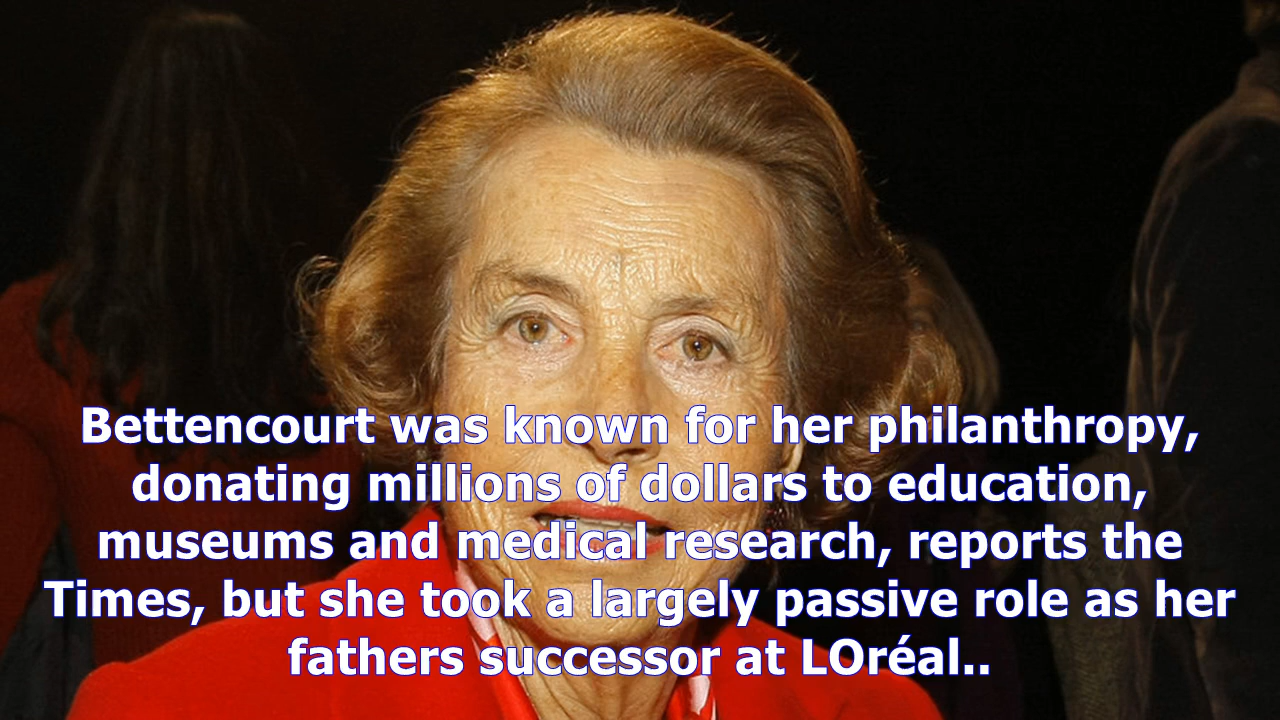 Bettencourt was known for her philanthropy,
donating millions of dollars to education,
museums and medical research, reports the
Times, but she took a largely passive role as her
fathers successor at LOréal..